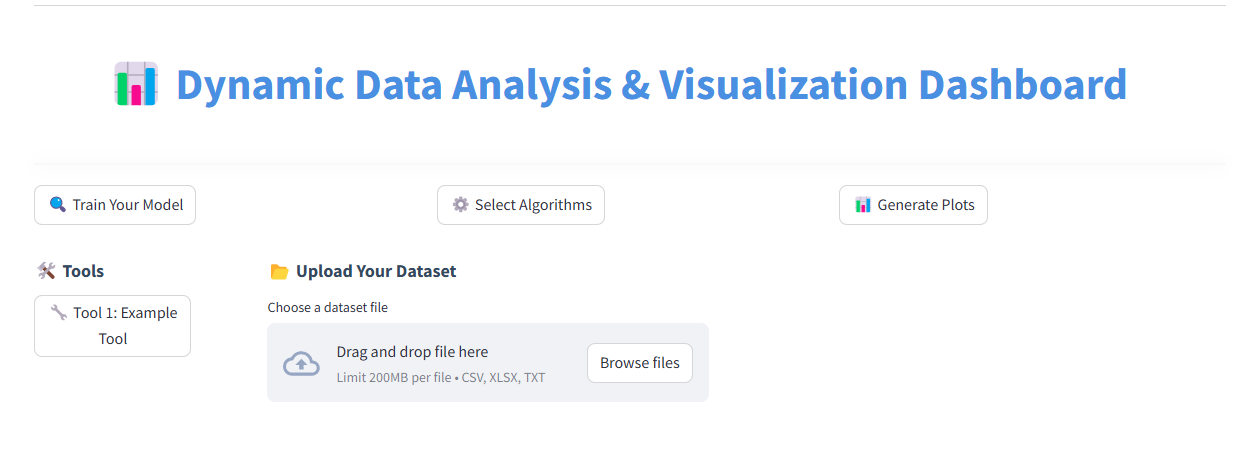 Dynamic Data Analysis & Visualization Dashboard
Train Your Model
Select Algorithms
Generate Plots
Tools
Tool 1: Example
Tool
Upload Your Dataset
Choose a dataset file
Drag and drop file here
Limit 200MB per file • CSV, XLSX, TXT
Browse files